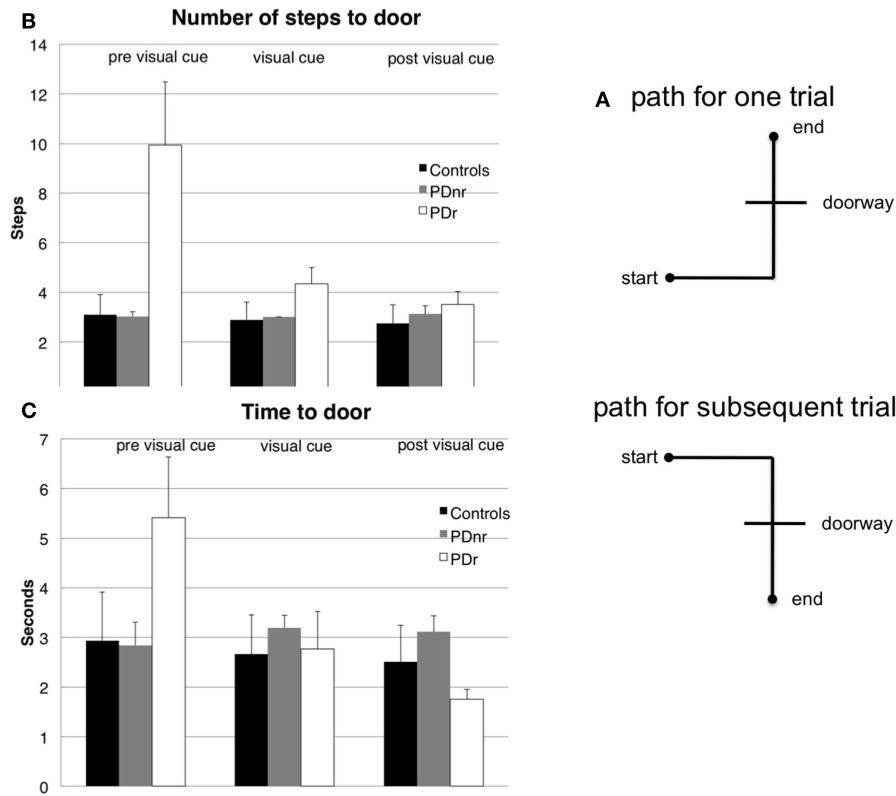 B
Number of steps to door
14
12
10
8
6
4
2
Steps
pre visual cue
visual cue
post visual cue
Controls
PDnr
PDr
C
Time to door
7
6
5
4
3
2
1
0
Seconds
pre visual cue
visual cue
post visual cue
Controls
PDnr
PDr
A path for one trial
end
doorway
start
path for subsequent trial
start
doorway
end